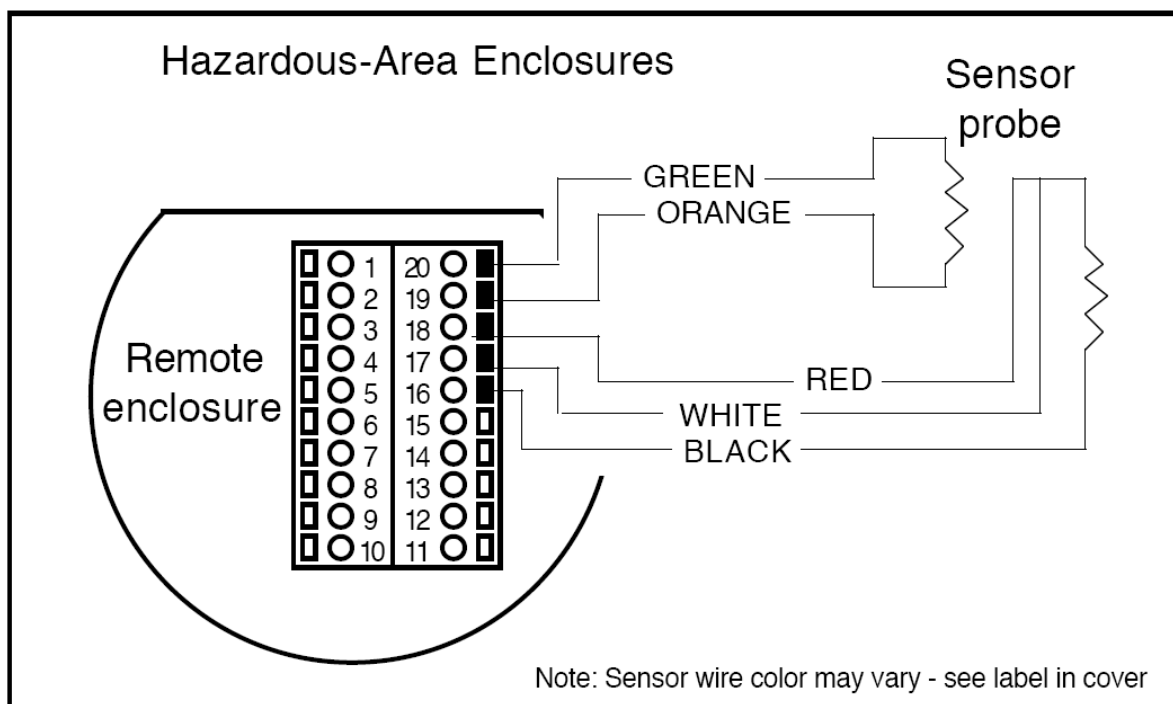 Hazardous-Area Enclosures
Sensor
probe
GREEN
ORANGE
1 20
2 19
3 18
4 17
5 16
6 15
7 14
8 13
9 12
10 11
Remote
enclosure
RED
WHITE
BLACK
Note: Sensor wire color may vary - see label in cover